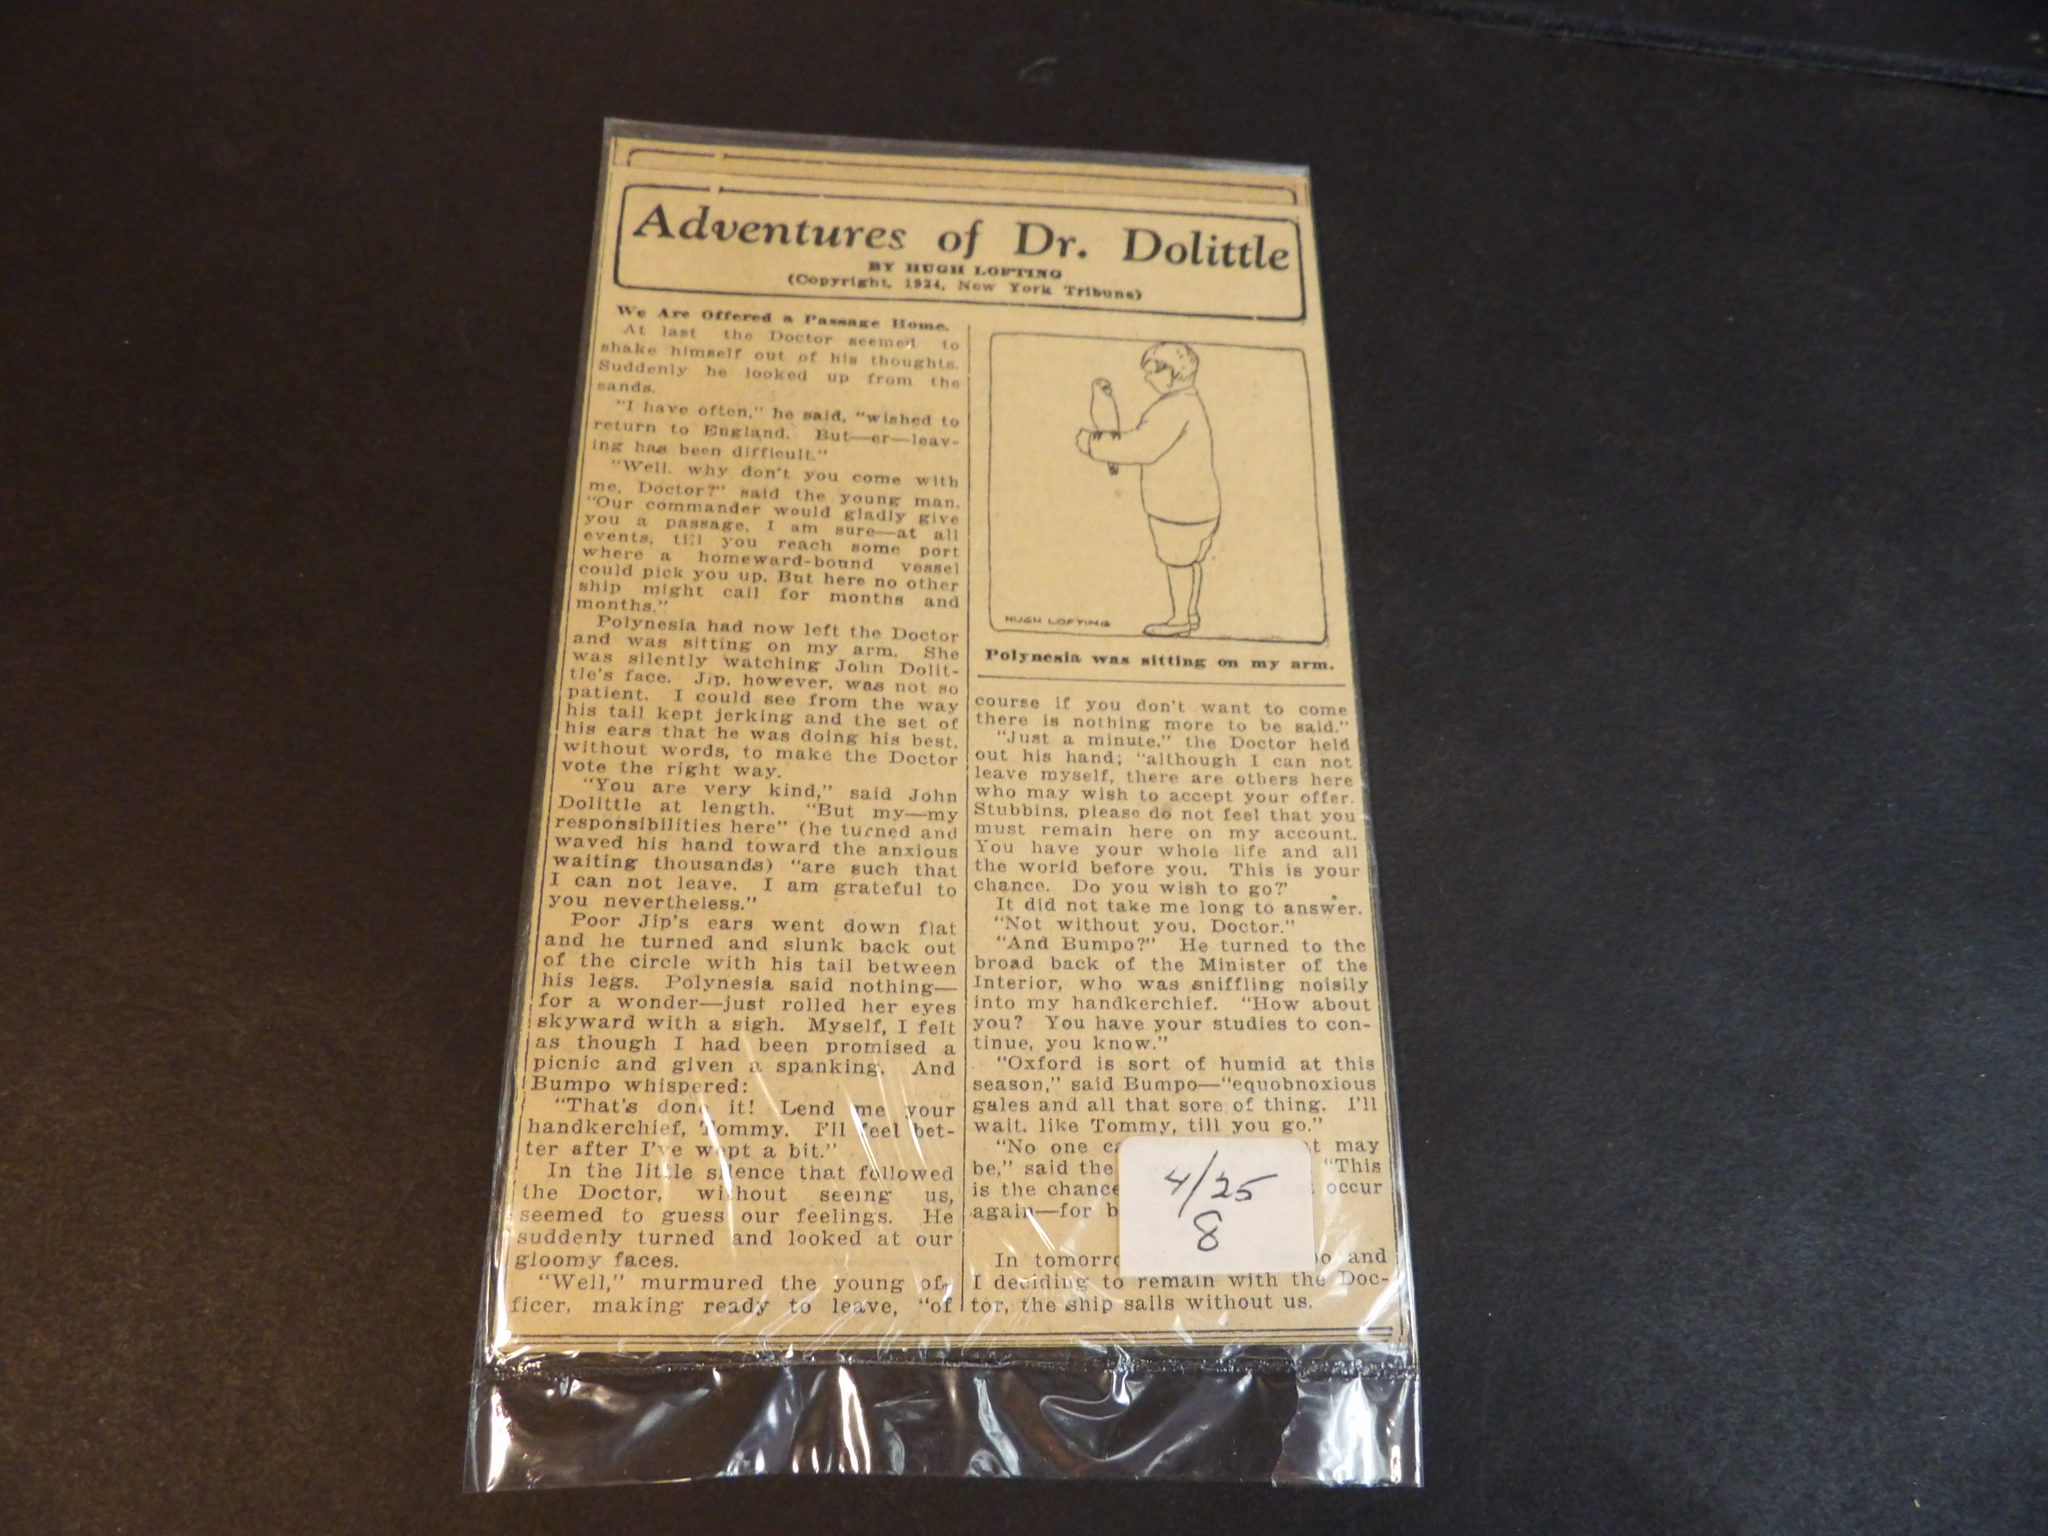 Adventures of Dr. Dolittle
BY HUGH LOFTING
(Copyright, 1924, New York Tribune)
We Are Offered a Passage Home.
At last the Doctor seemed to
shake himself out of his thoughts.
Suddenly he looked up from the
sands.
"I have often," he said, "wished to
return to England. But—er—leav-
ing has been difficult."
"Well, why don't you come with
me, Doctor?" said the young man.
"Our commander would gladly give
you a passage, I am sure—at all
events, till you reach some port
where a homeward-bound vessel
could pick you up. But here no other
ship might call for months and
months."
Polynesia had now left the Doctor
and was sitting on my arm. She
was silently watching John Dolit-
tle's face. Jip, however, was not so
patient. I could see from the way
his tail kept jerking and the set of
his ears that he was doing his best,
without words, to make the Doctor
vote the right way.
"You are very kind," said John
Dolittle at length. "But my—my
responsibilities here" (he turned and
waved his hand toward the anxious
waiting thousands) "are such that
I can not leave. I am grateful to
you nevertheless."
Poor Jip's ears went down flat
and he turned and slunk back out
of the circle with his tail between
his legs. Polynesia said nothing—
for a wonder—just rolled her eyes
skyward with a sigh. Myself, I felt
as though I had been promised a
picnic and given a spanking. And
Bumpo whispered:
"That's done it! Lend me your
handkerchief, Tommy. I'll feel bet-
ter after I've wept a bit."
In the little silence that followed
the Doctor, without seeing us,
seemed to guess our feelings. He
suddenly turned and looked at our
gloomy faces.
"Well," murmured the young of-
ficer, making ready to leave, "of
HUGH LOFTING
Polynesia was sitting on my arm.
course if you don't want to come
there is nothing more to be said."
"Just a minute," the Doctor held
out his hand; "although I can not
leave myself, there are others here
who may wish to accept your offer.
Stubbins, please do not feel that you
must remain here on my account.
You have your whole life and all
the world before you. This is your
chance. Do you wish to go?'
It did not take me long to answer.
"Not without you, Doctor."
"And Bumpo?" He turned to the
broad back of the Minister of the
Interior, who was sniffling noisily
into my handkerchief. "How about
you? You have your studies to con-
tinue, you know."
"Oxford is sort of humid at this
season," said Bumpo—"equobnoxious
gales and all that sore of thing. I'll
wait, like Tommy, till you go."
"No one may
be," said the "This
is the chance occur
again—for
In and
I deciding to remain with the Doc-
tor, the ship sails without us.
4/25
8